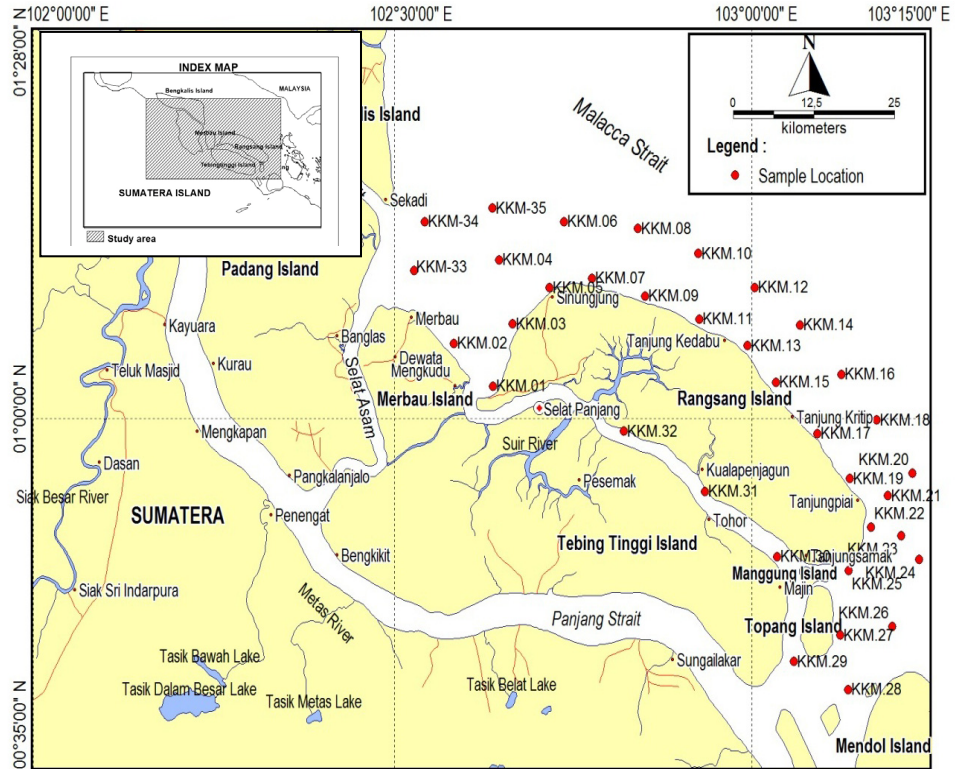 102°00'00" E
102°30'00" E
103°00'00" E
103°15'00" E
01°28'00" N
01°00'00" N
00°35'00" N
INDEX MAP
Bengkalis Island
MALAYSIA
Merbau Island
Rangsang Island
Tebingtinggi Island
ng
SUMATERA ISLAND
Study area
N
0
12,5
25
kilometers
Legend :
Sample Location
Malacca Strait
lis Island
Sekadi
KKM-34
KKM-35
KKM.06
KKM.08
KKM.10
Padang Island
KKM-33
KKM.04
KKM.07
KKM.05
Sinungjung
KKM.09
KKM.12
Kayuara
Merbau
KKM.03
KKM.11
KKM.14
Banglas
KKM.02
Tanjung Kedabu
KKM.13
Teluk Masjid
Kurau
Dewata
Mengkudu
KKM.01
KKM.15
KKM.16
Selat Asam
Merbau Island
Rangsang Island
Selat Panjang
Tanjung Kritip
KKM.18
Mengkapan
KKM.32
KKM.17
Suir River
Dasan
Pangkalanjalo
Pesemak
Kualapenjagun
KKM.20
KKM.19
Siak Besar River
KKM.31
KKM.21
Tanjungpiai
SUMATERA
Penengat
Tohor
KKM.22
Tebing Tinggi Island
KKM.23
Bengkikit
KKM.30
Tanjungsamak
Manggung Island
KKM.24
KKM.25
Siak Sri Indarpura
Majin
Metas River
Panjang Strait
Topang Island
KKM.26
KKM.27
Tasik Bawah Lake
Sungailakar
KKM.29
Tasik Dalam Besar Lake
Tasik Metas Lake
Tasik Belat Lake
KKM.28
Mendol Island